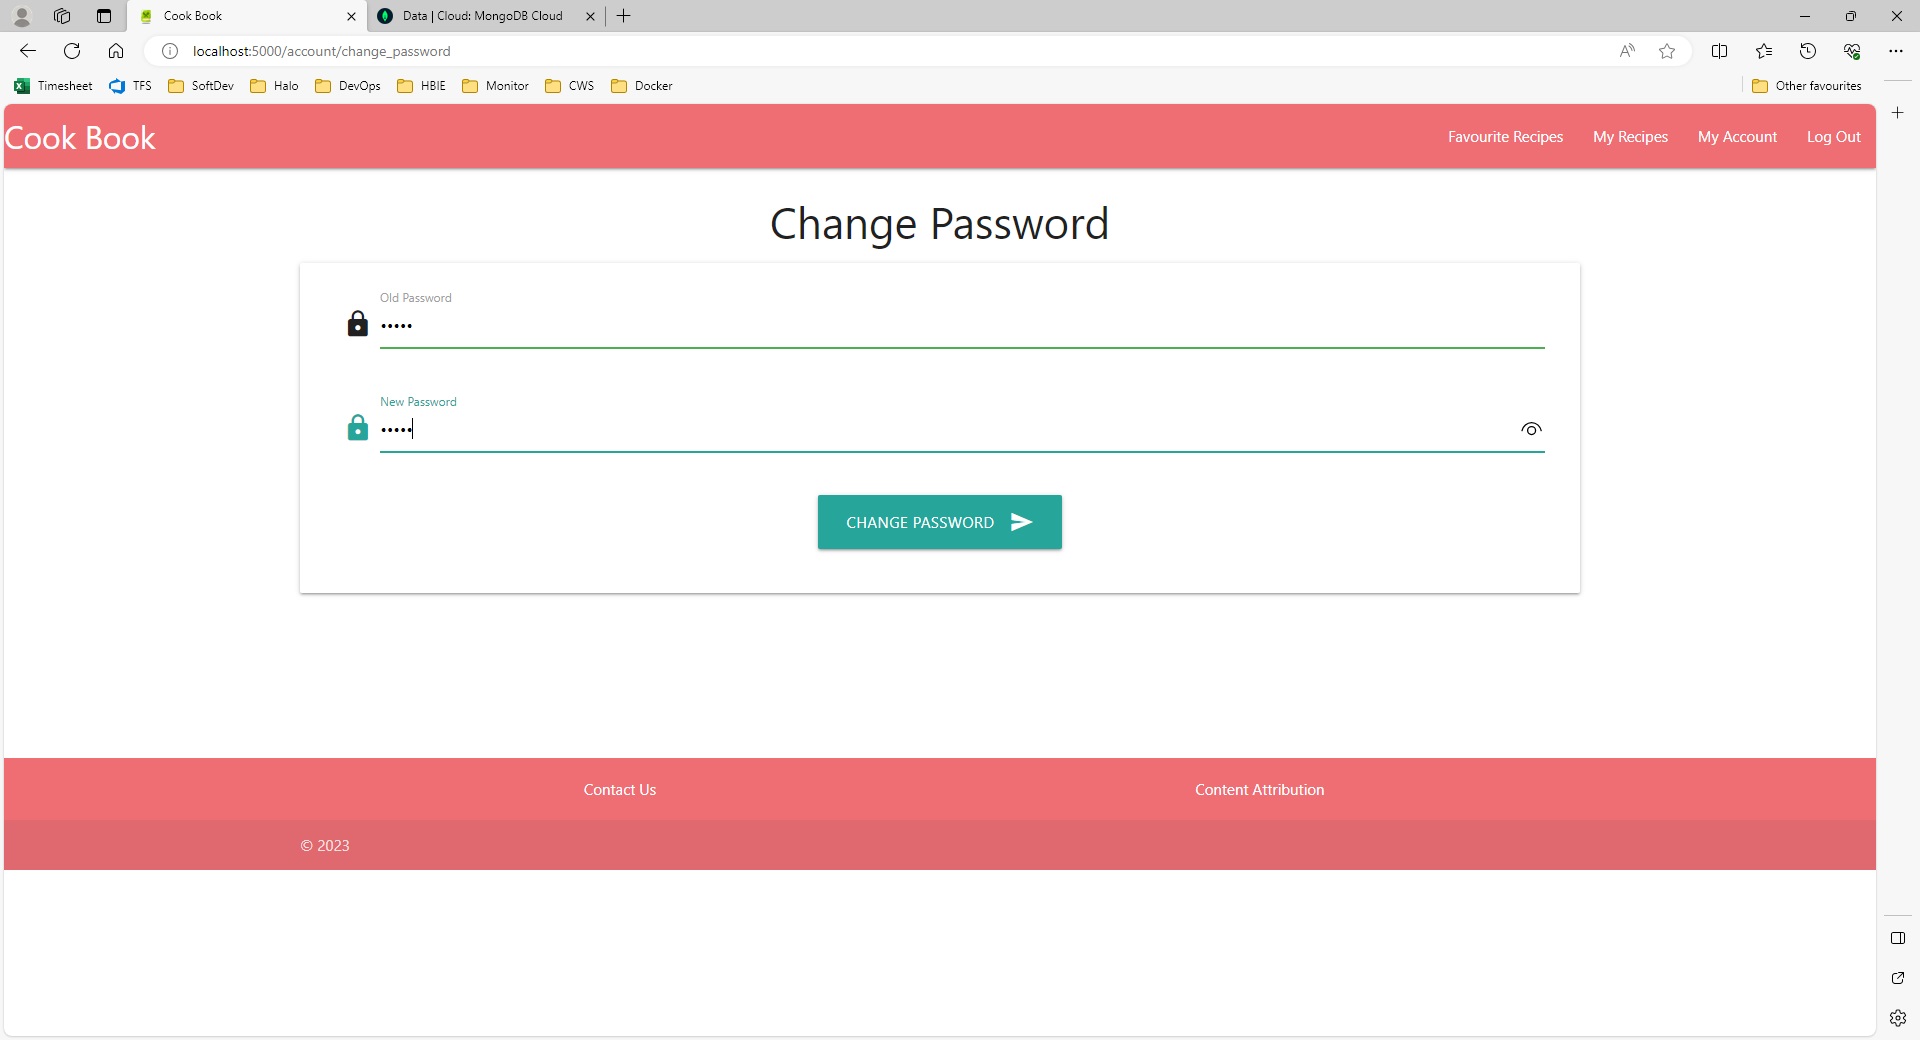 Cook Book
Data | Cloud: MongoDB Cloud
localhost:5000/account/change_password
Timesheet TFS SoftDev Halo DevOps HBIE Monitor CWS Docker Other favourites
Cook Book Favourite Recipes My Recipes My Account Log Out
Change Password
Old Password
•••••
New Password
•••••
CHANGE PASSWORD
Contact Us Content Attribution
© 2023